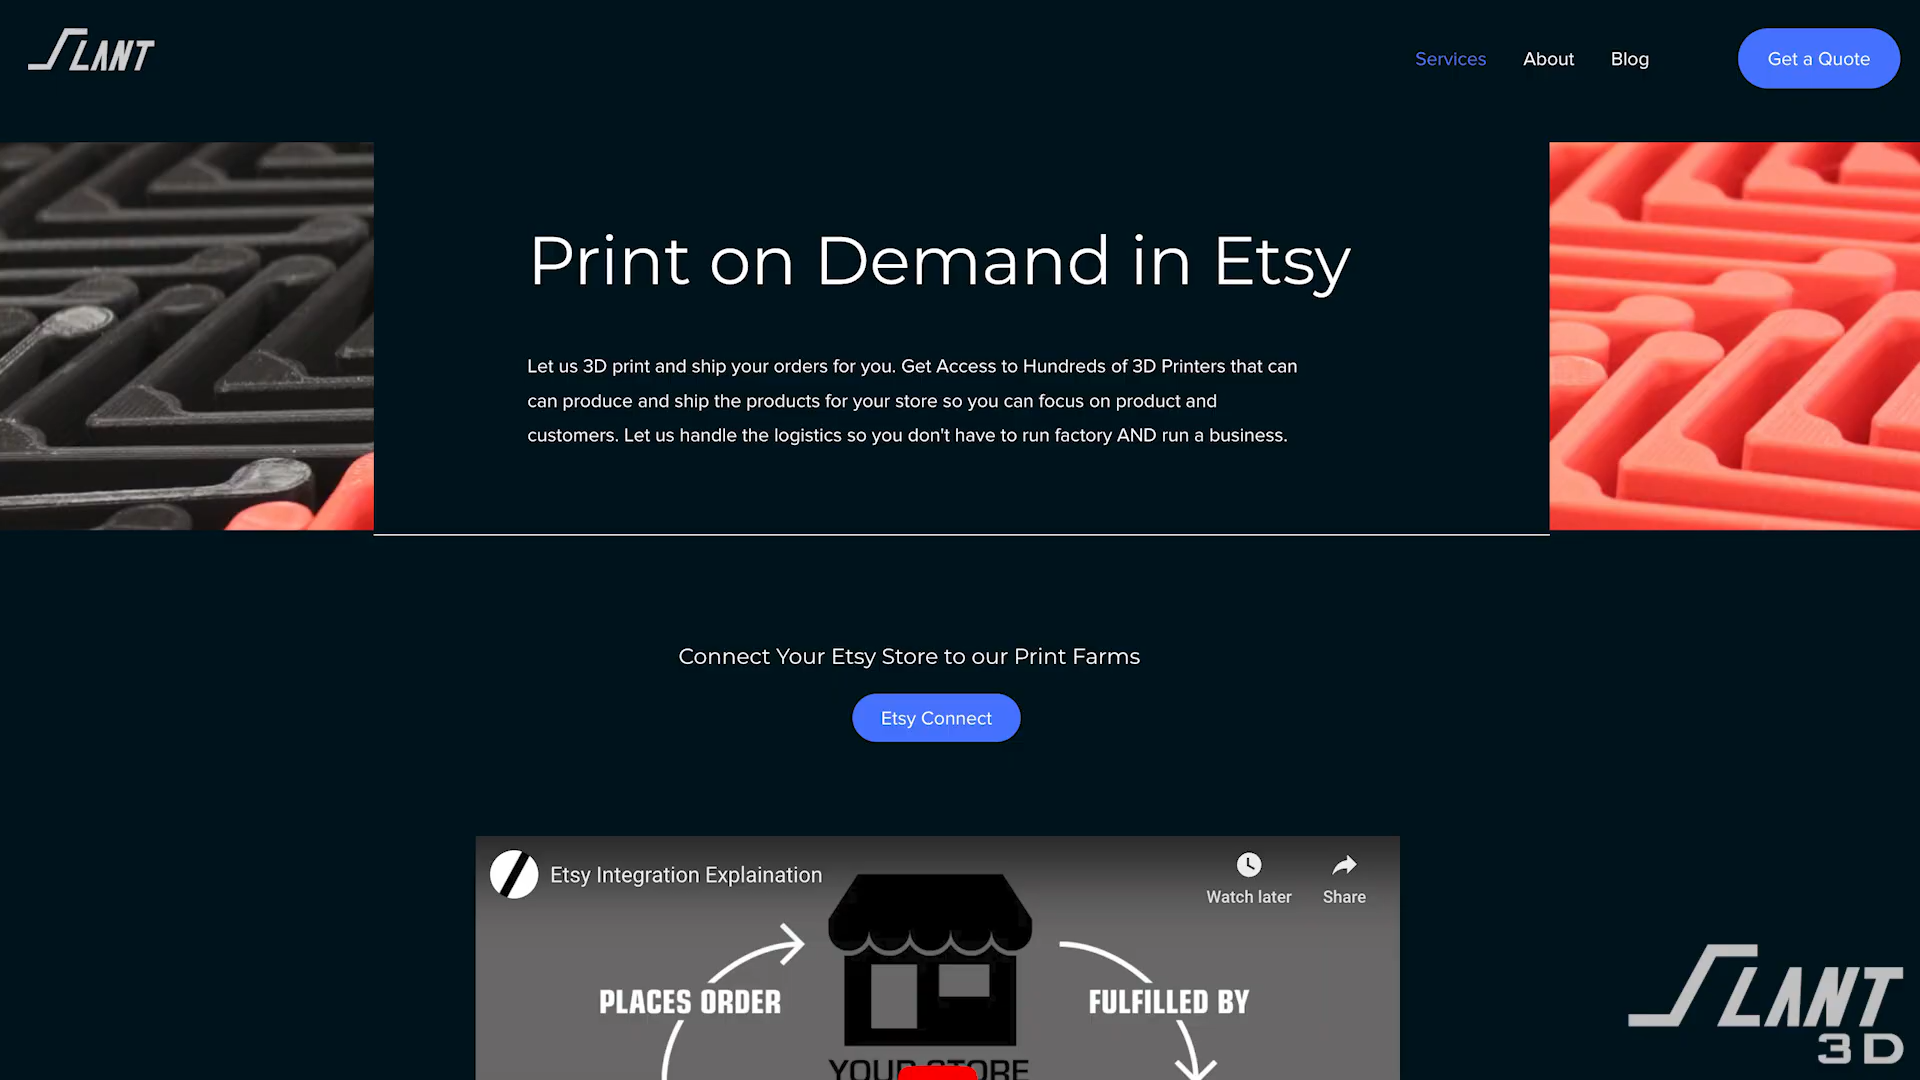 SLANT
Services
About
Blog
Get a Quote
Print on Demand in Etsy
Let us 3D print and ship your orders for you. Get Access to Hundreds of 3D Printers that can
can produce and ship the products for your store so you can focus on product and
customers. Let us handle the logistics so you don't have to run factory AND run a business.
Connect Your Etsy Store to our Print Farms
Etsy Connect
Etsy Integration Explaination
Watch later
Share
PLACES ORDER
FULFILLED BY
YOUR STORE
SLANT
3D